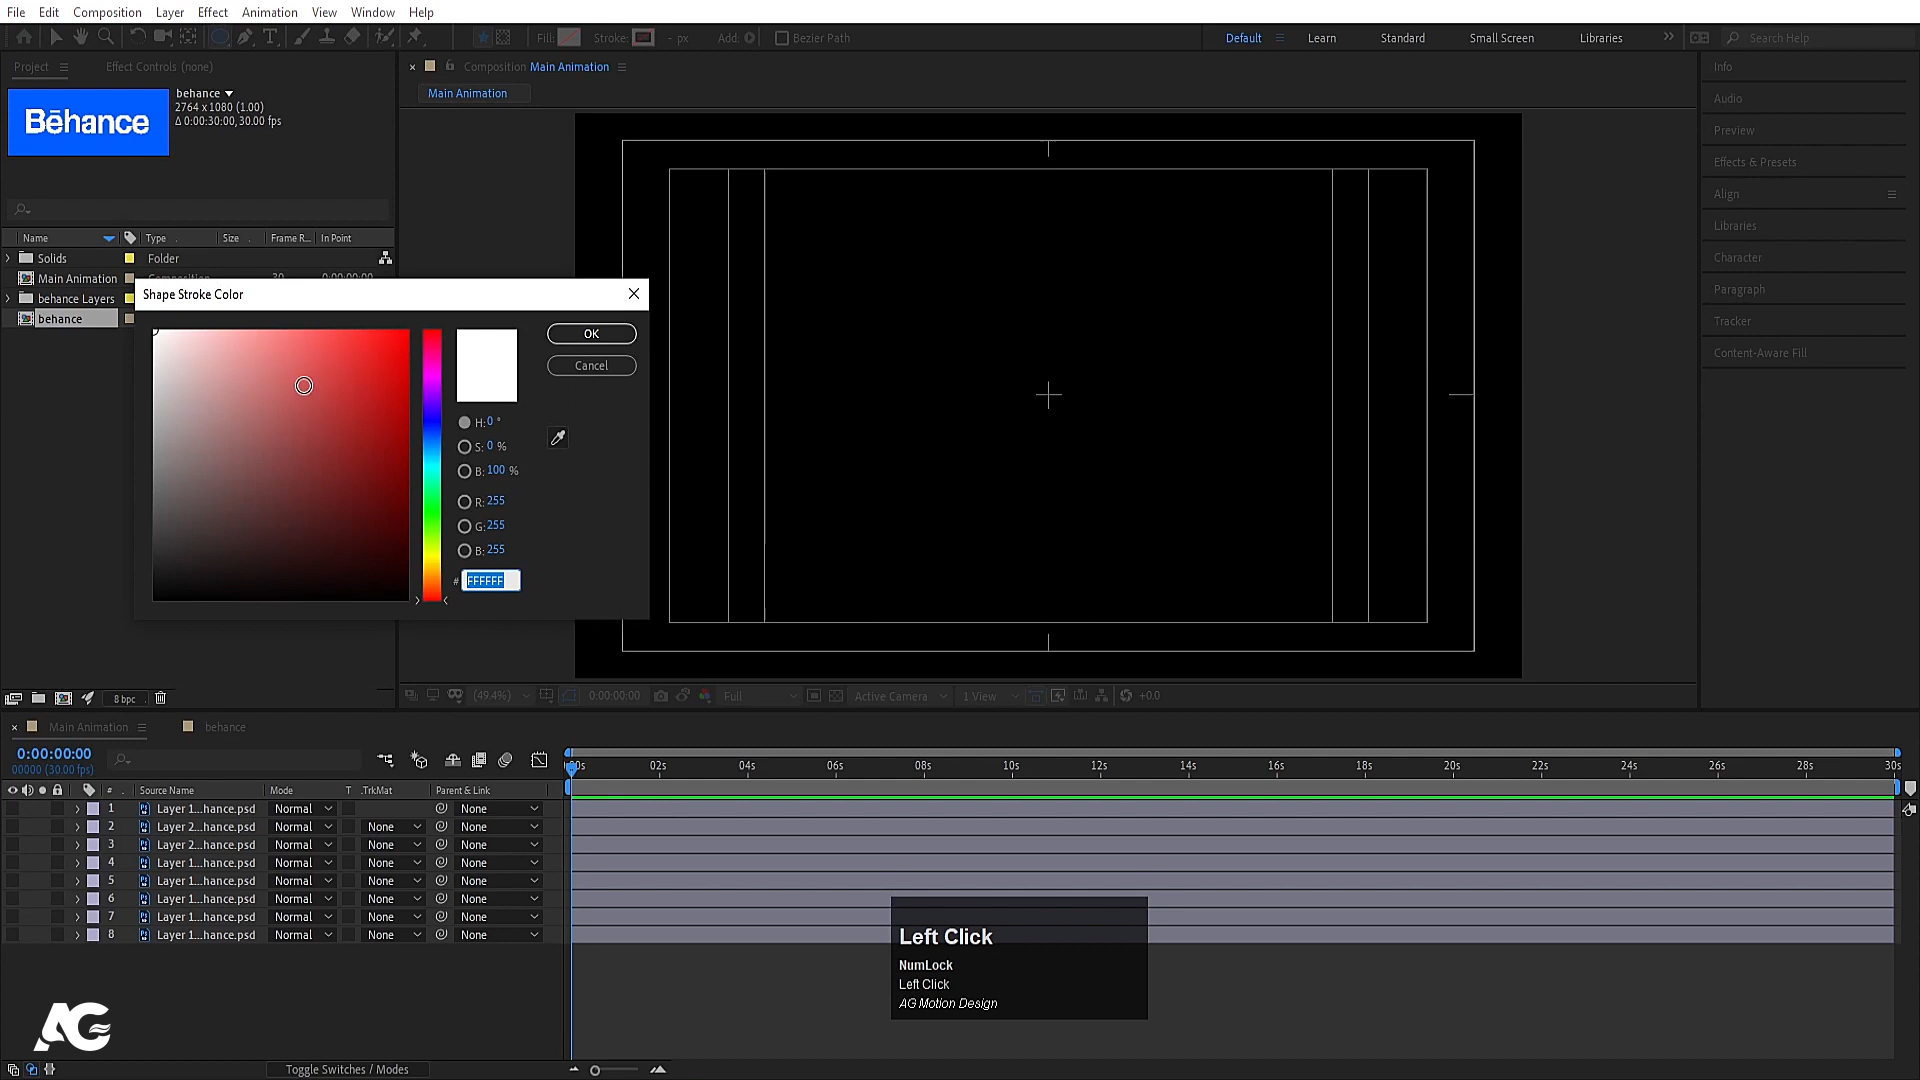 File Edit Composition Layer Effect Animation View Window Help
Fill: Stroke: - px Add: Bezier Path Default Learn Standard Small Screen Libraries Search Help
Project Effect Controls (none)
Composition Main Animation
Main Animation
Bēhance
behance
2764 x 1080 (1.00)
Δ 0:00:30:00, 30.00 fps
Name Type Size Frame R... In Point
Solids Folder
Main Animation Composition 30 0:00:00:00
behance Layers
behance
Shape Stroke Color
OK
Cancel
H: 0 °
S: 0 %
B: 100 %
R: 255
G: 255
B: 255
# FFFFFF
Info
Audio
Preview
Effects & Presets
Align
Libraries
Character
Paragraph
Tracker
Content-Aware Fill
8 bpc
(49.4%) 0:00:00:00 Full Active Camera 1 View +0.0
Main Animation behance
0:00:00:00
00000 (30.00 fps)
00s 02s 04s 06s 08s 10s 12s 14s 16s 18s 20s 22s 24s 26s 28s 30s
# Source Name Mode T .TrkMat Parent & Link
1 Layer 1...hance.psd Normal None
2 Layer 2...hance.psd Normal None None
3 Layer 2...hance.psd Normal None None
4 Layer 1...hance.psd Normal None None
5 Layer 1...hance.psd Normal None None
6 Layer 1...hance.psd Normal None None
7 Layer 1...hance.psd Normal None None
8 Layer 1...hance.psd Normal None None
Left Click
NumLock
Left Click
AG Motion Design
AG
Toggle Switches / Modes